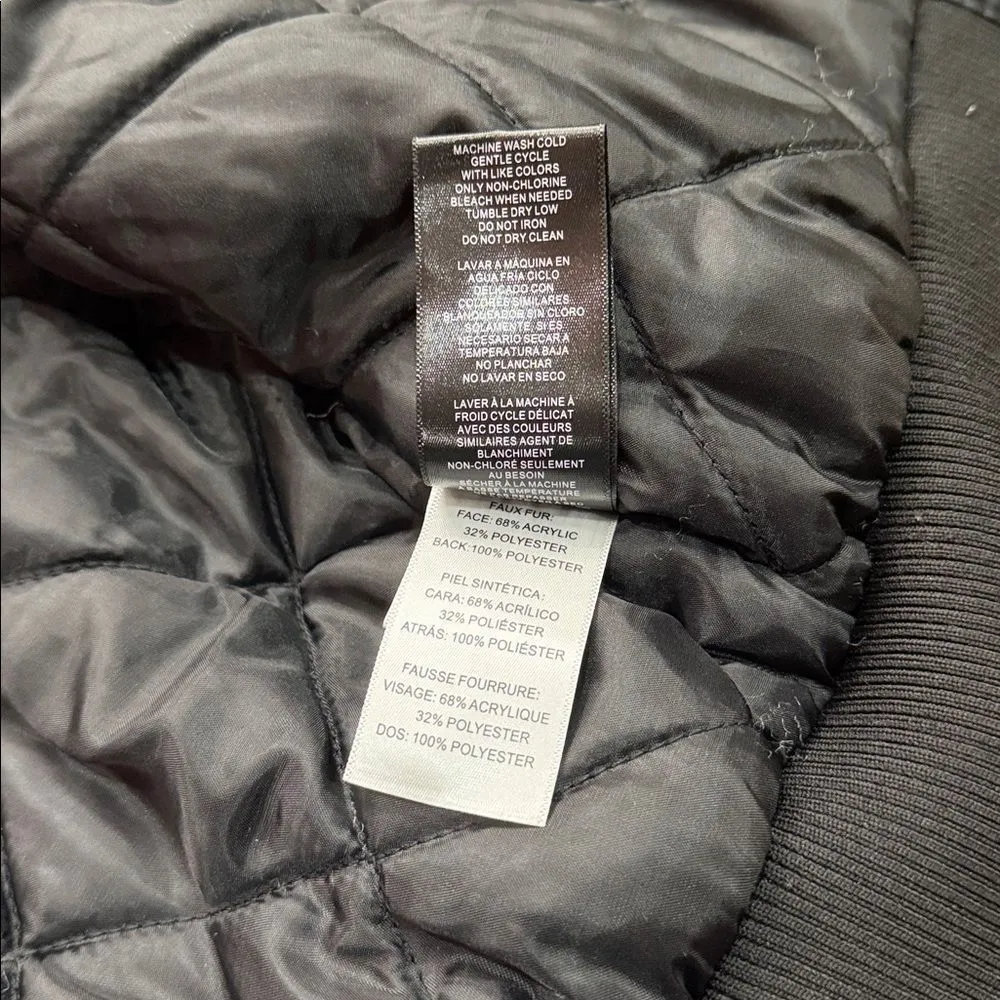 MACHINE WASH COLD
GENTLE CYCLE
WITH LIKE COLORS
ONLY NON-CHLORINE
BLEACH WHEN NEEDED
TUMBLE DRY LOW
DO NOT IRON
DO NOT DRY CLEAN
LAVAR A MÁQUINA EN
AGUA FRÍA CICLO
DELICADO CON
COLORES SIMILARES
BLANQUEADOR SIN CLORO
SOLAMENTE, SI ES
NECESARIO SECAR A
TEMPERATURA BAJA
NO PLANCHAR
NO LAVAR EN SECO
LAVER À LA MACHINE À
FROID CYCLE DÉLICAT
AVEC DES COULEURS
SIMILAIRES AGENT DE
BLANCHIMENT
NON-CHLORÉ SEULEMENT
AU BESOIN
SÉCHER À LA MACHINE
À BASSE TEMPÉRATURE
FAUX FUR:
FACE: 68% ACRYLIC
32% POLYESTER
BACK:100% POLYESTER
PIEL SINTÉTICA:
CARA: 68% ACRÍLICO
32% POLIÉSTER
ATRÁS: 100% POLIÉSTER
FAUSSE FOURRURE:
VISAGE: 68% ACRYLIQUE
32% POLYESTER
DOS: 100% POLYESTER